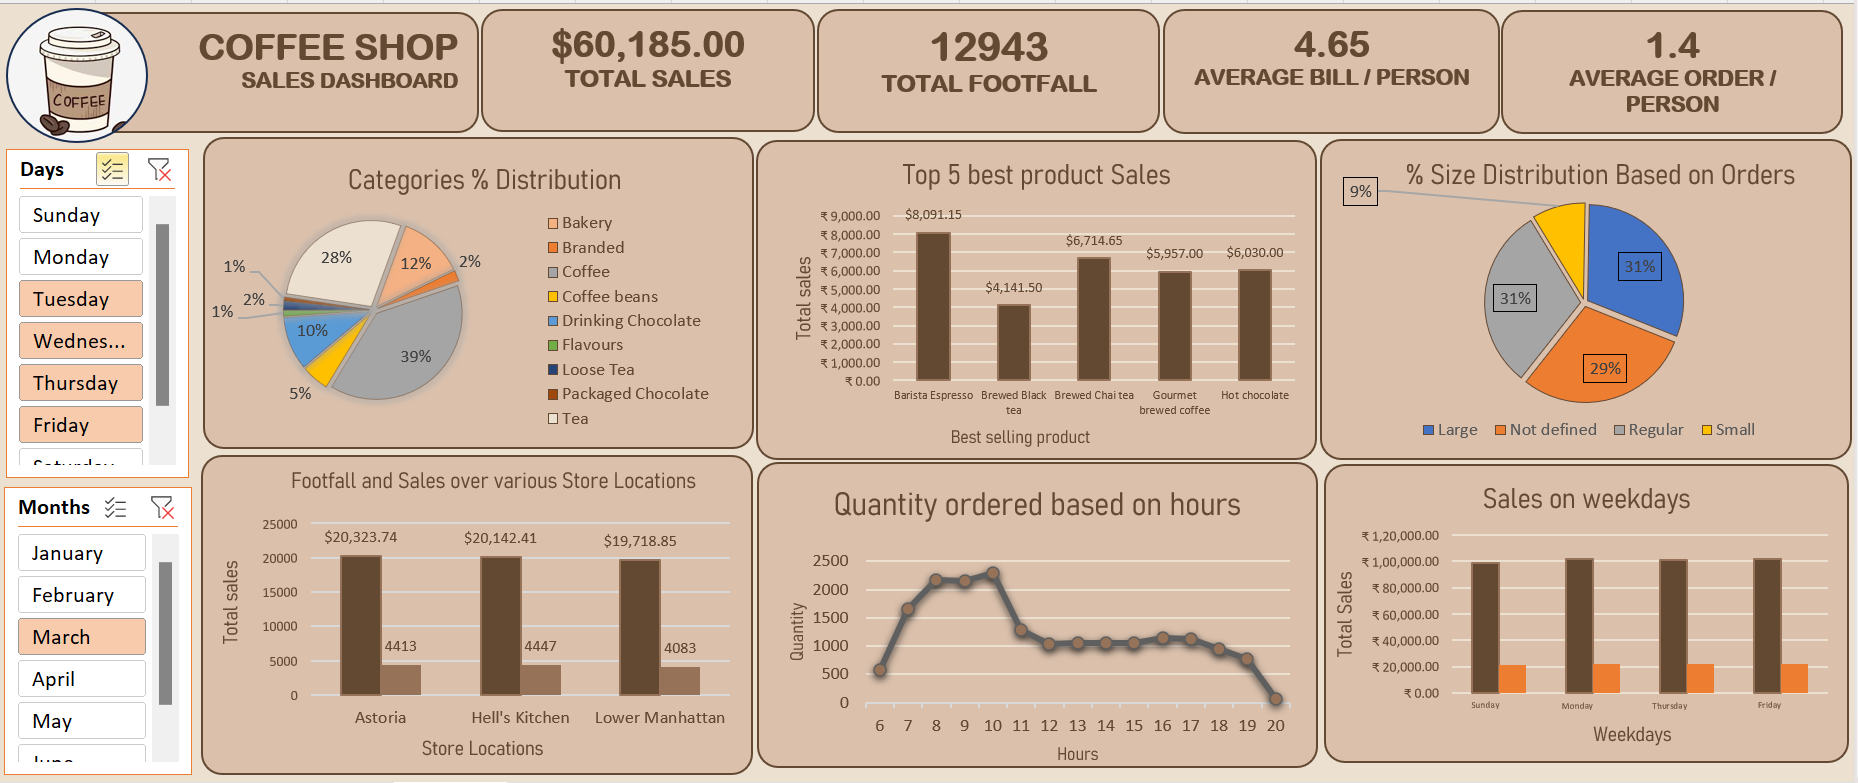 COFFEE
COFFEE SHOP
SALES DASHBOARD
$60,185.00
TOTAL SALES
12943
TOTAL FOOTFALL
4.65
AVERAGE BILL / PERSON
1.4
AVERAGE ORDER /
PERSON
Days
Sunday
Monday
Tuesday
Wednes...
Thursday
Friday
Saturday
Months
January
February
March
April
May
June
Categories % Distribution
28%
12%
2%
1%
2%
1%
10%
39%
5%
Bakery
Branded
Coffee
Coffee beans
Drinking Chocolate
Flavours
Loose Tea
Packaged Chocolate
Tea
Top 5 best product Sales
Total sales
₹ 9,000.00
₹ 8,000.00
₹ 7,000.00
₹ 6,000.00
₹ 5,000.00
₹ 4,000.00
₹ 3,000.00
₹ 2,000.00
₹ 1,000.00
₹ 0.00
$8,091.15
$4,141.50
$6,714.65
$5,957.00
$6,030.00
Barista Espresso
Brewed Black
tea
Brewed Chai tea
Gourmet
brewed coffee
Hot chocolate
Best selling product
% Size Distribution Based on Orders
9%
31%
31%
29%
Large
Not defined
Regular
Small
Footfall and Sales over various Store Locations
Total sales
25000
20000
15000
10000
5000
0
$20,323.74
$20,142.41
$19,718.85
4413
4447
4083
Astoria
Hell's Kitchen
Lower Manhattan
Store Locations
Quantity ordered based on hours
Quantity
2500
2000
1500
1000
500
0
6 7 8 9 10 11 12 13 14 15 16 17 18 19 20
Hours
Sales on weekdays
Total Sales
₹ 1,20,000.00
₹ 1,00,000.00
₹ 80,000.00
₹ 60,000.00
₹ 40,000.00
₹ 20,000.00
₹ 0.00
Sunday
Monday
Thursday
Friday
Weekdays